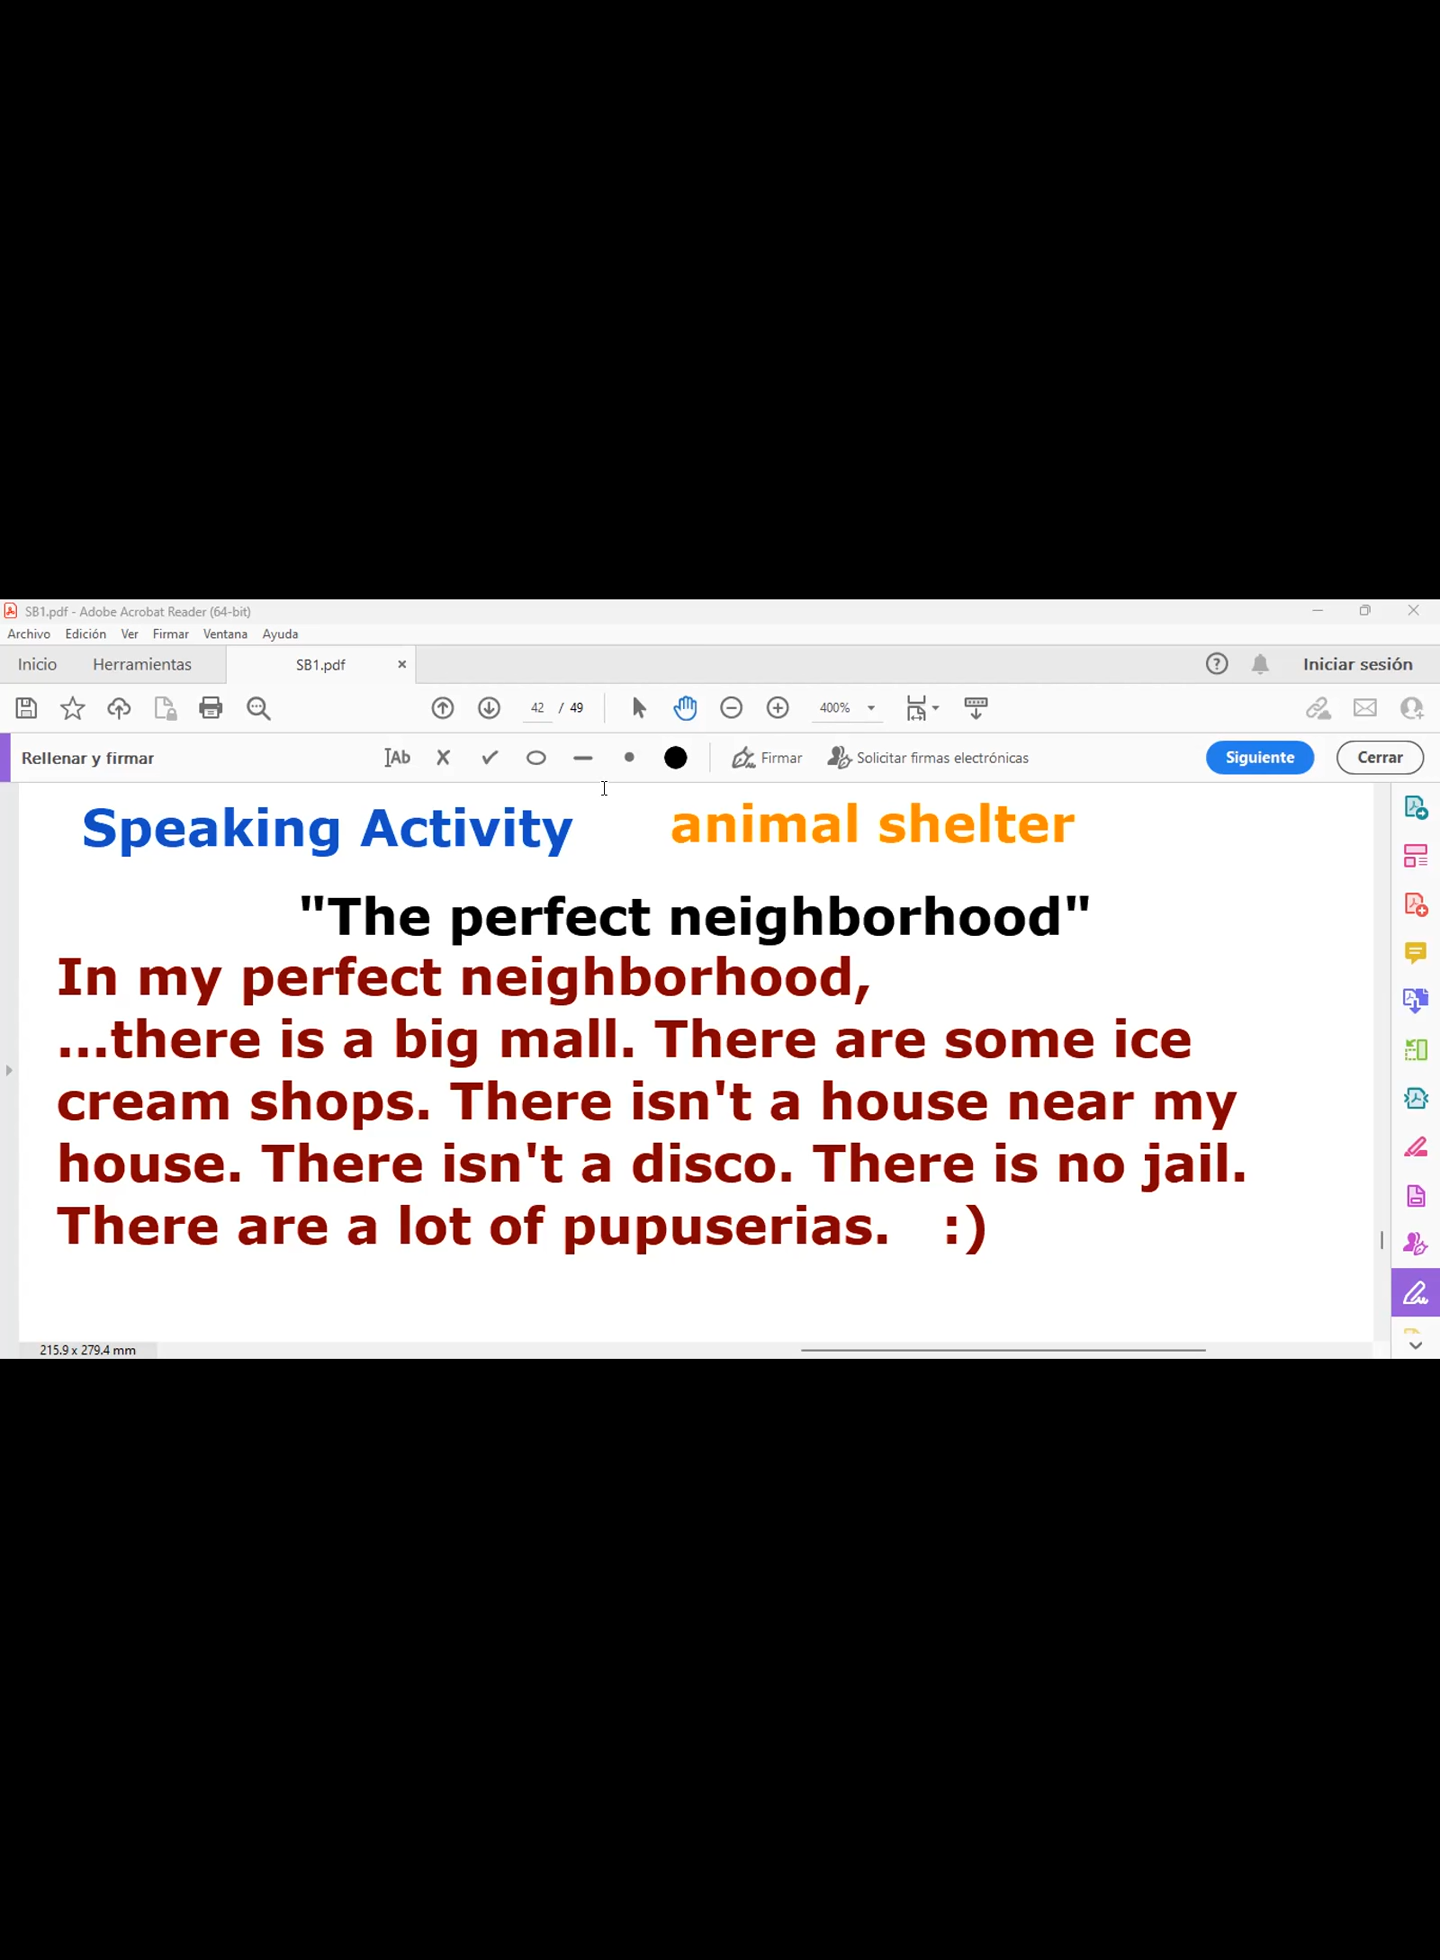 SB1.pdf - Adobe Acrobat Reader (64-bit)
Archivo Edición Ver Firmar Ventana Ayuda
Inicio Herramientas SB1.pdf Iniciar sesión
42 / 49 400%
Rellenar y firmar Ab Firmar Solicitar firmas electrónicas Siguiente Cerrar
Speaking Activity animal shelter
"The perfect neighborhood"
In my perfect neighborhood,
...there is a big mall. There are some ice
cream shops. There isn't a house near my
house. There isn't a disco. There is no jail.
There are a lot of pupuserias. :)
215.9 x 279.4 mm